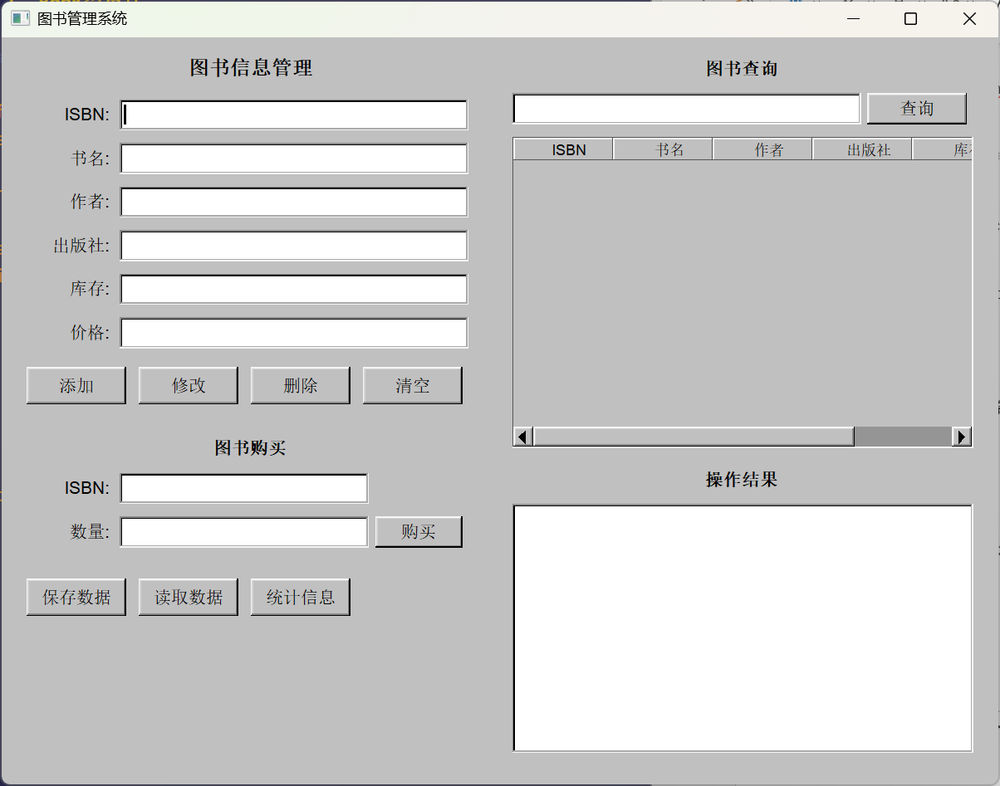 图书管理系统
图书信息管理
ISBN:
书名:
作者:
出版社:
库存:
价格:
添加 修改 删除 清空
图书购买
ISBN:
数量:
购买
保存数据 读取数据 统计信息
图书查询
查询
ISBN 书名 作者 出版社 库
操作结果